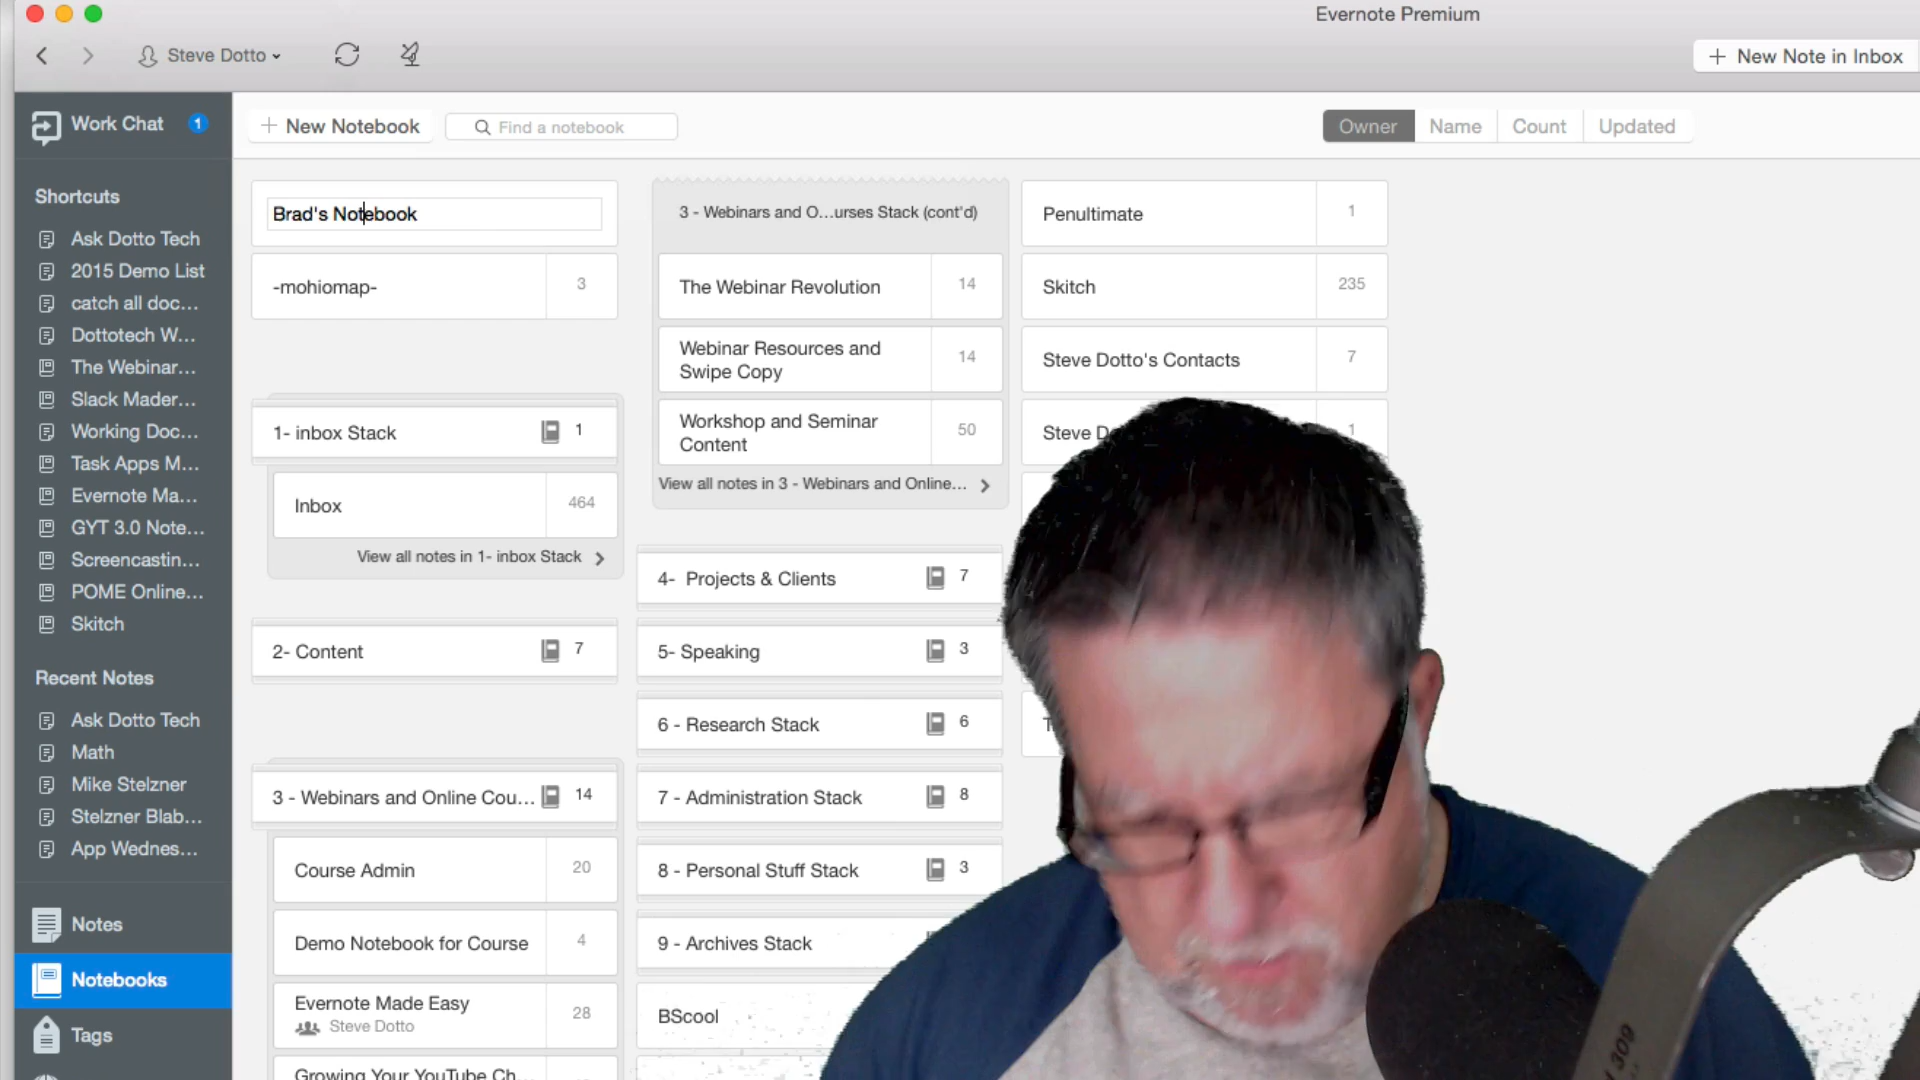 Evernote Premium
Steve Dotto
New Note in Inbox
Work Chat 1
New Notebook
Find a notebook
Owner Name Count Updated
Shortcuts
Ask Dotto Tech
2015 Demo List
catch all doc...
Dottotech W...
The Webinar...
Slack Mader...
Working Doc...
Task Apps M...
Evernote Ma...
GYT 3.0 Note...
Screencastin...
POME Online...
Skitch
Recent Notes
Ask Dotto Tech
Math
Mike Stelzner
Stelzner Blab...
App Wednes...
Notes
Notebooks
Tags
Brad's Notebook
-mohiomap- 3
1- inbox Stack 1
Inbox 464
View all notes in 1- inbox Stack
2- Content 7
3 - Webinars and Online Cou... 14
Course Admin 20
Demo Notebook for Course 4
Evernote Made Easy 28
Steve Dotto
Growing Your YouTube Ch...
3 - Webinars and O...urses Stack (cont'd)
The Webinar Revolution 14
Webinar Resources and
Swipe Copy 14
Workshop and Seminar
Content 50
View all notes in 3 - Webinars and Online...
4- Projects & Clients 7
5- Speaking 3
6 - Research Stack 6
7 - Administration Stack 8
8 - Personal Stuff Stack 3
9 - Archives Stack
BScool
Penultimate 1
Skitch 235
Steve Dotto's Contacts 7
Steve 1
309